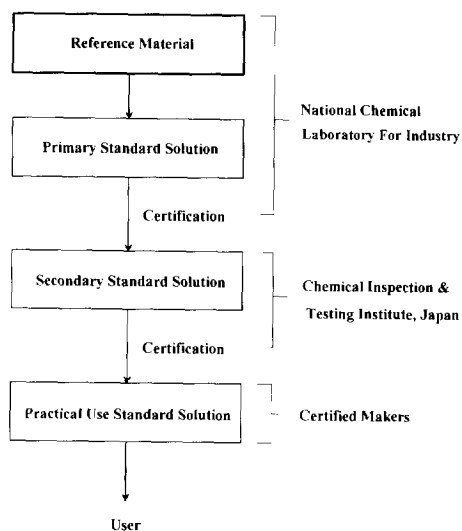 Reference Material
National Chemical
Laboratory For Industry
Primary Standard Solution
Certification
Secondary Standard Solution
Chemical Inspection &
Testing Institute, Japan
Certification
Practical Use Standard Solution
Certified Makers
User